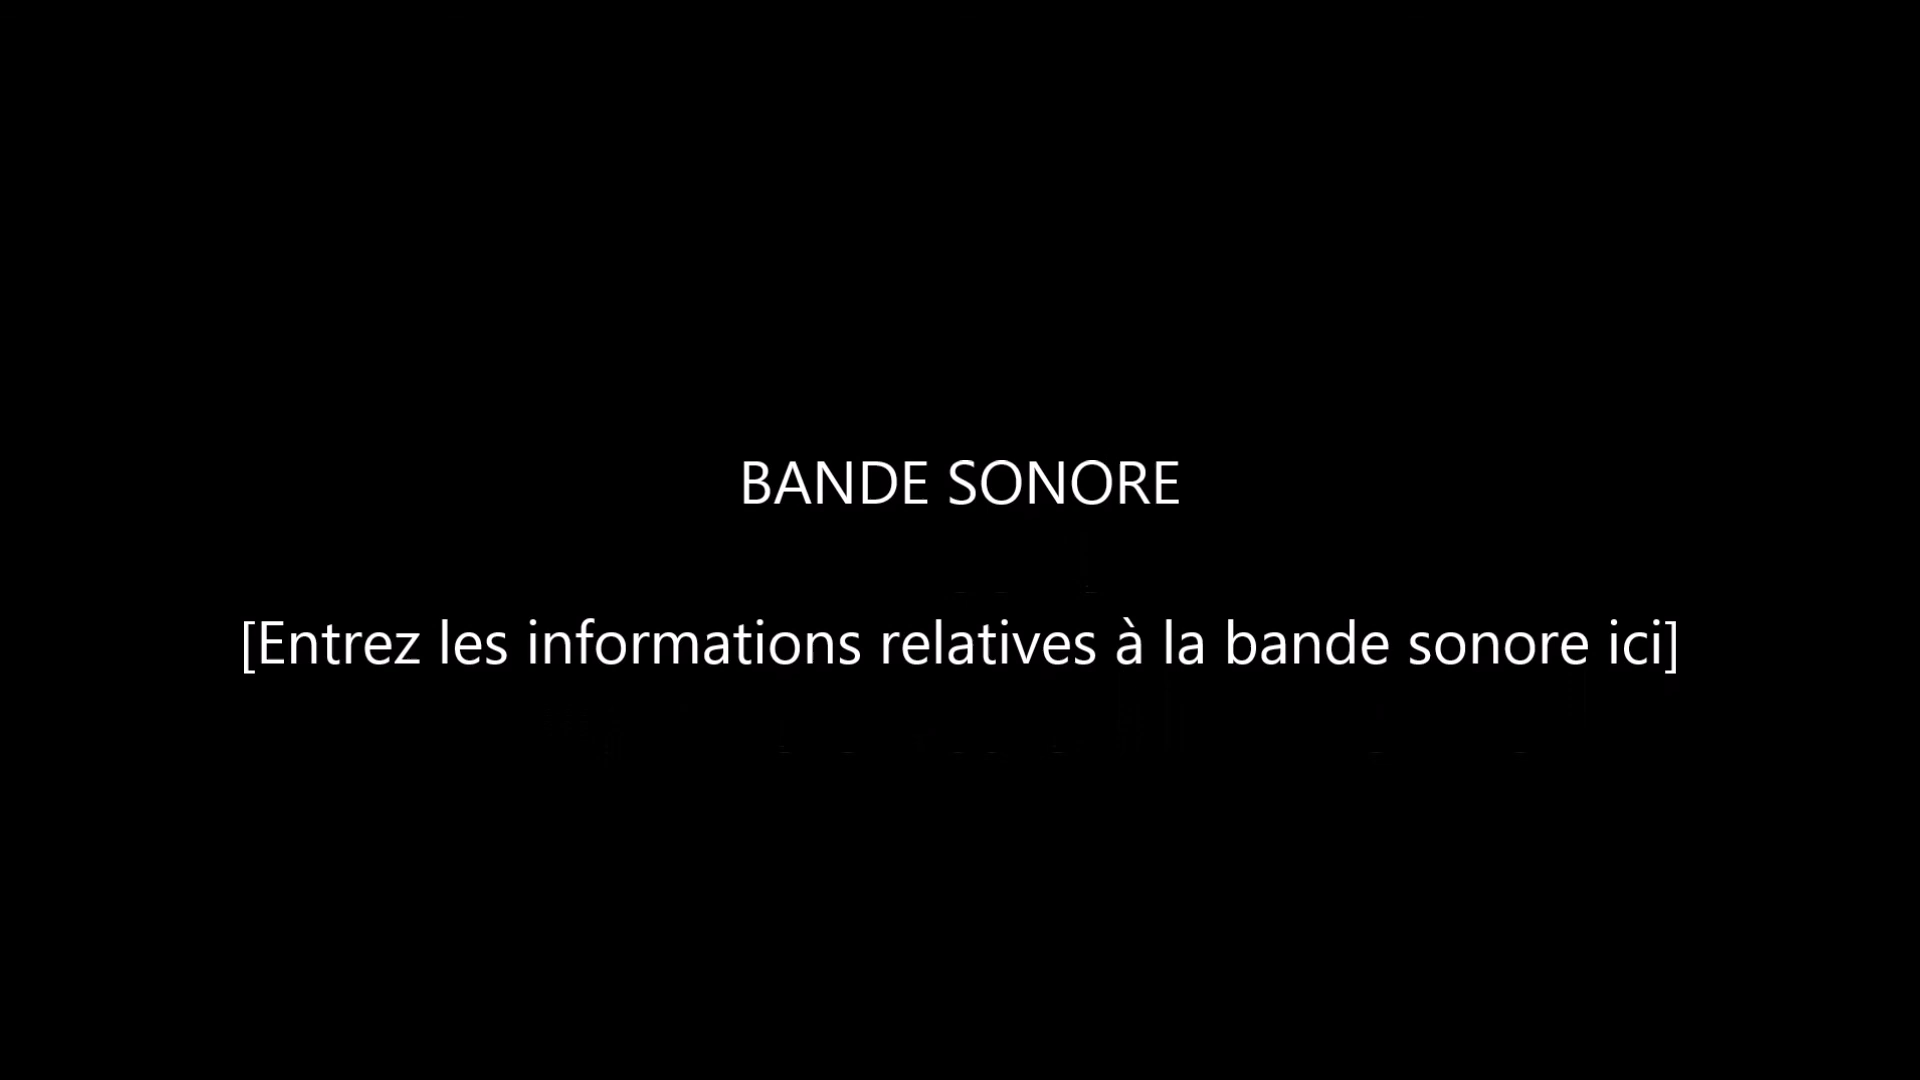 BANDE SONORE
[Entrez les informations relatives à la bande sonore ici]